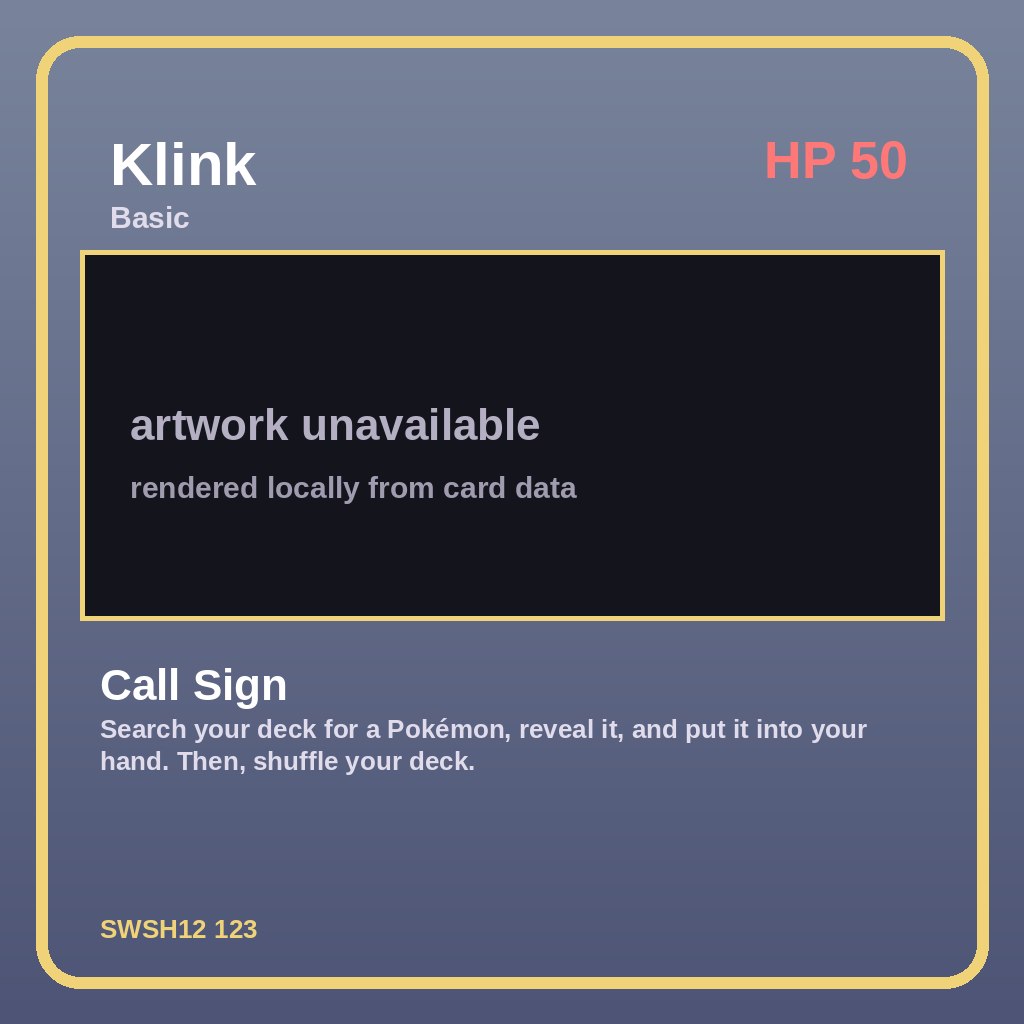 Klink
HP 50
Basic
artwork unavailable
rendered locally from card data
Call Sign
Search your deck for a Pokémon, reveal it, and put it into your
hand. Then, shuffle your deck.
SWSH12 123